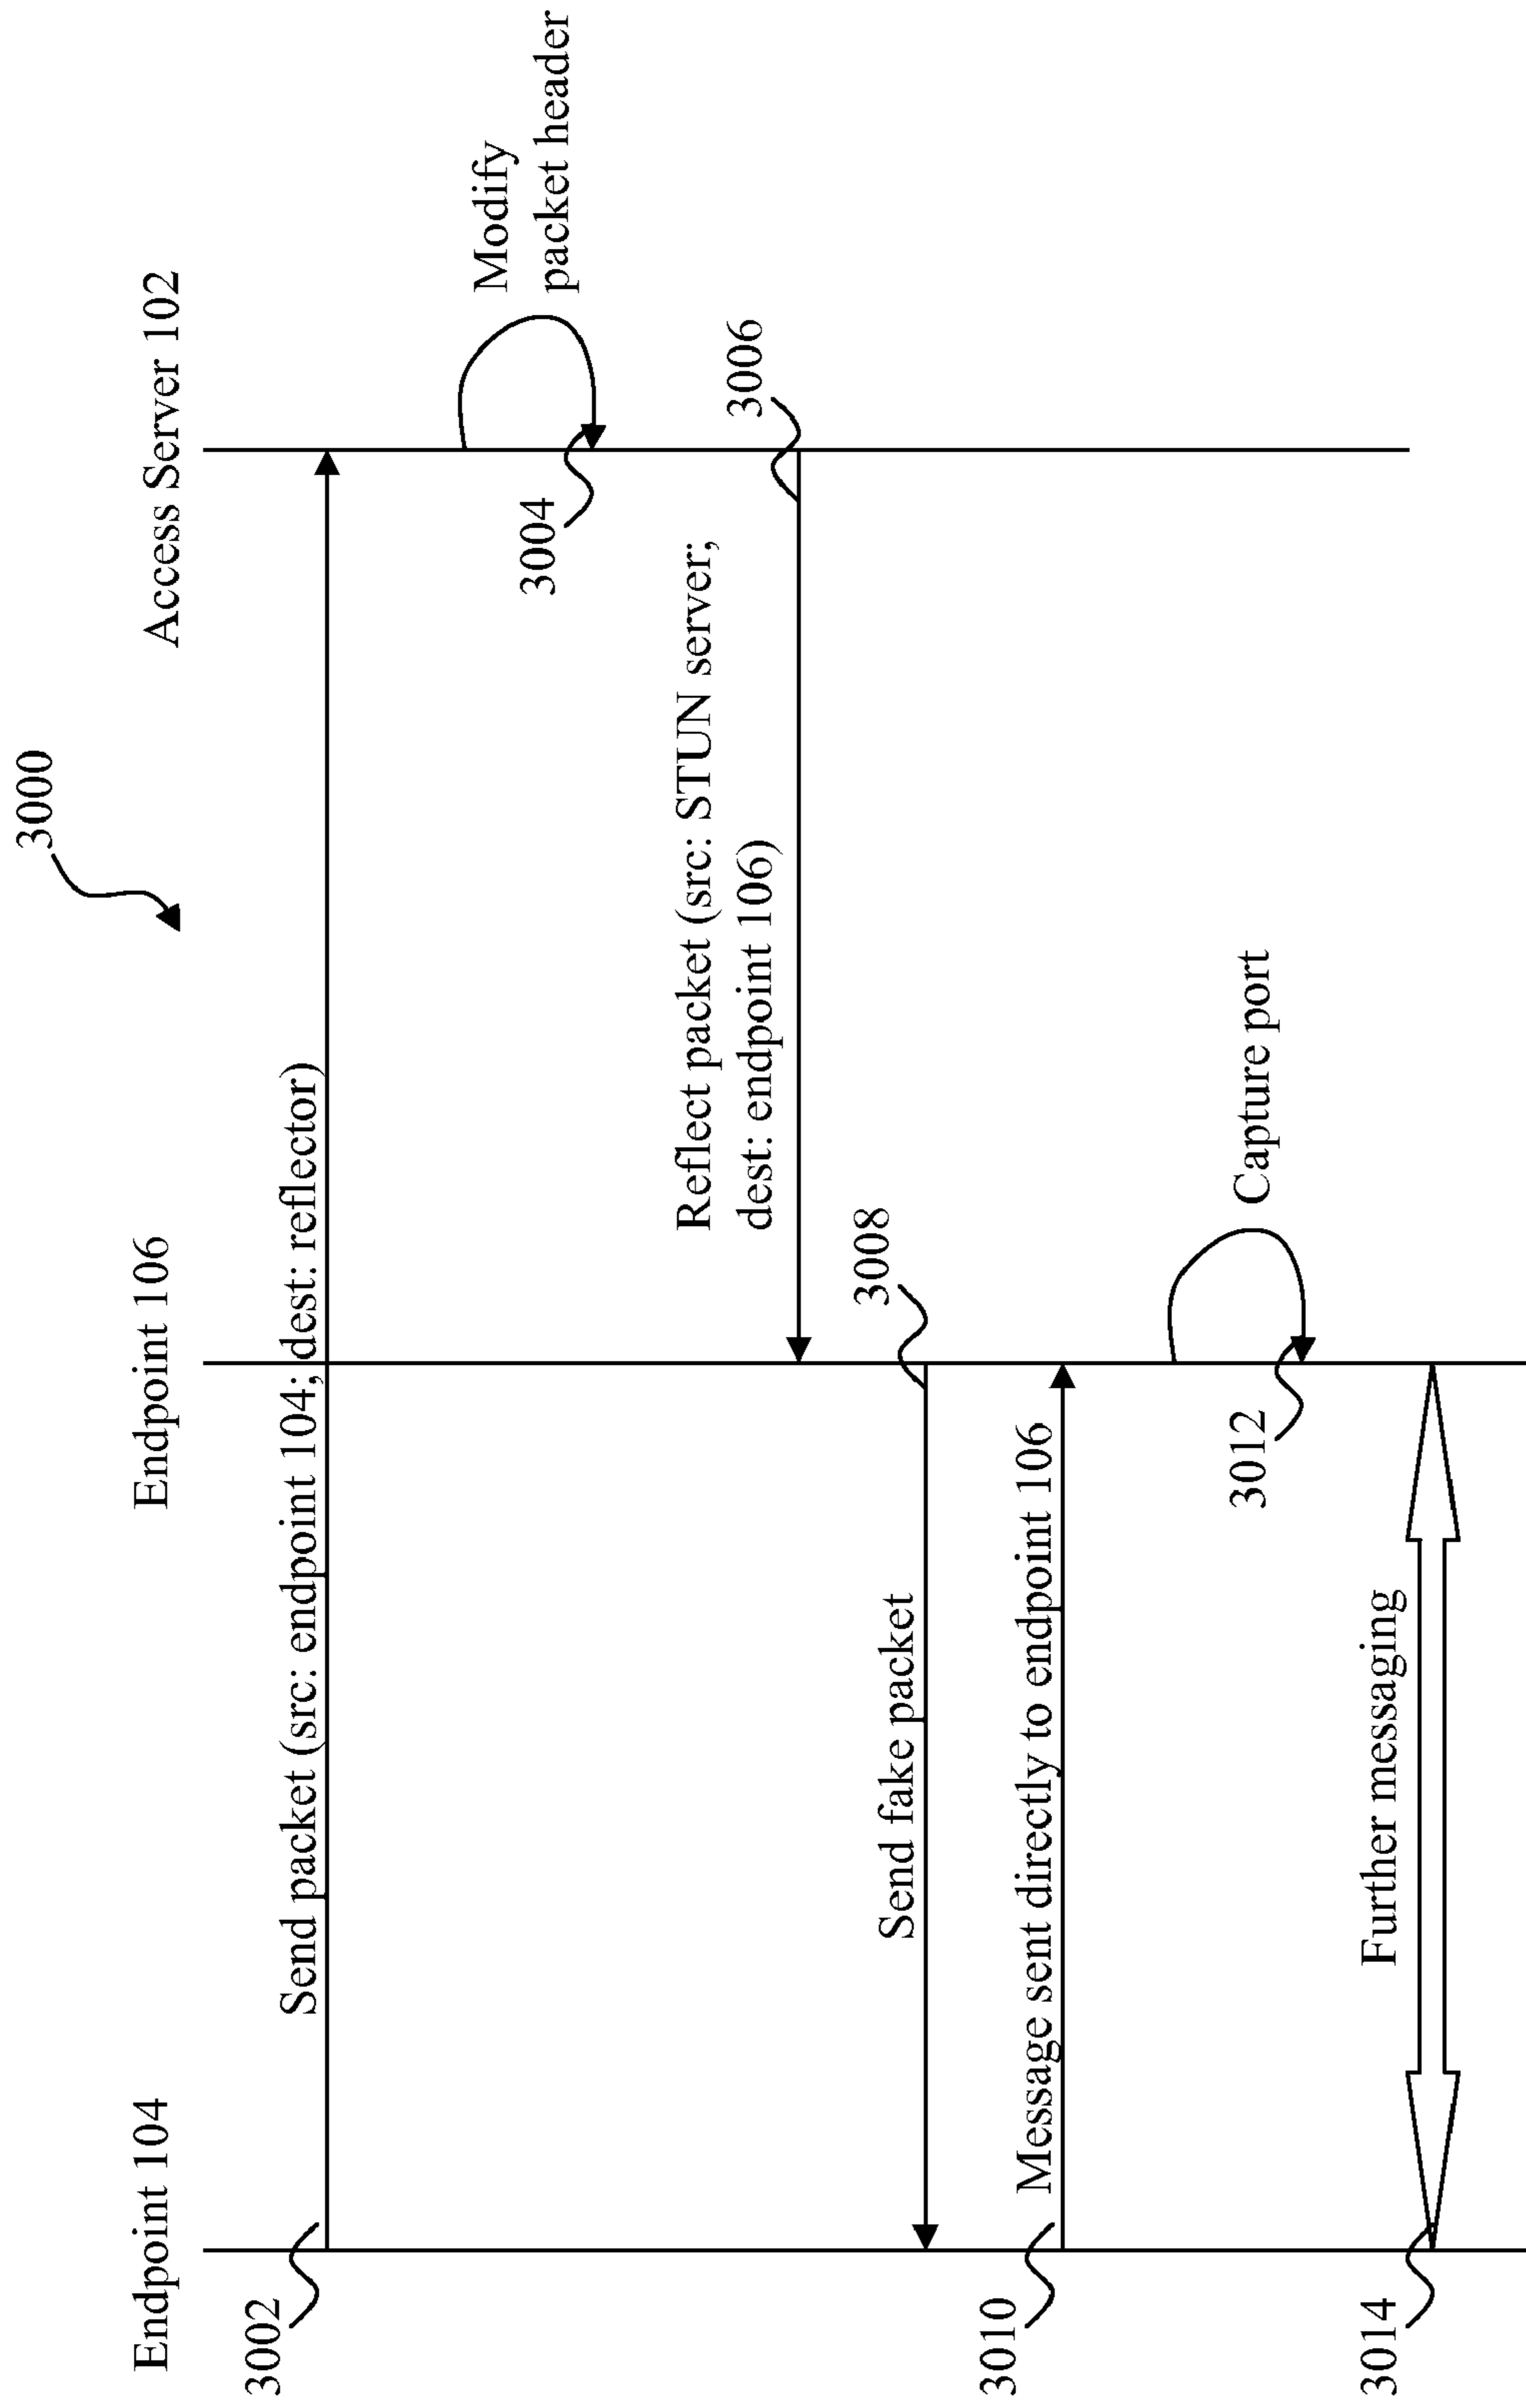 3000
Endpoint 104
Endpoint 106
Access Server 102
3002
Send packet (src: endpoint 104; dest: reflector)
Modify
packet header
3004
Reflect packet (src: STUN server;
dest: endpoint 106)
3006
3008
Send fake packet
3010
Message sent directly to endpoint 106
Capture port
3012
3014
Further messaging